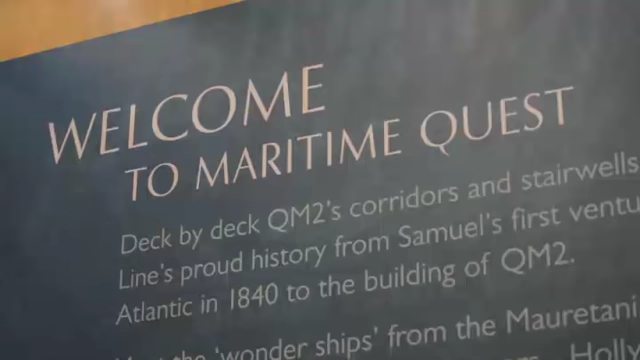 WELCOME
TO MARITIME QUEST
Deck by deck QM2's corridors and stairwells
Line's proud history from Samuel's first ventu
Atlantic in 1840 to the building of QM2.
the 'wonder ships' from the Mauretani
Holly